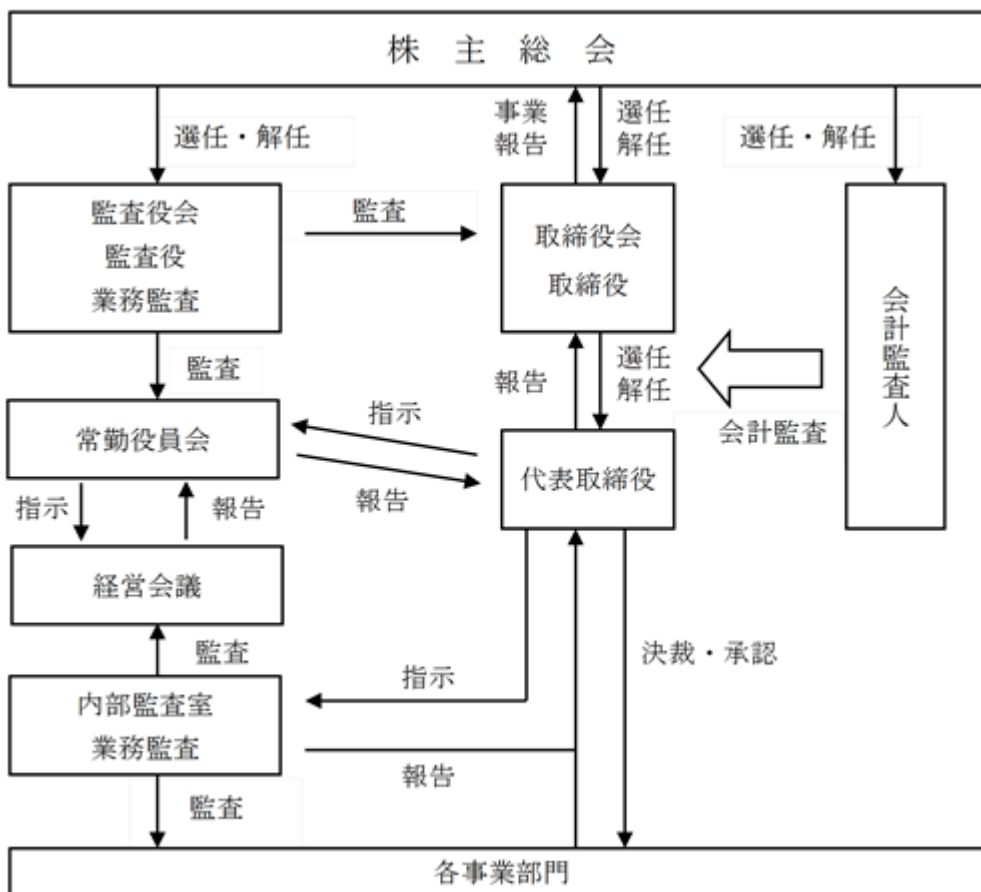 株 主 総 会
選任・解任
事業
報告
選任
解任
選任・解任
監査役会
監査役
業務監査
監査
取締役会
取締役
会計監査人
監査
報告
選任
解任
会計監査
常勤役員会
指示
報告
代表取締役
指示
報告
経営会議
監査
指示
決裁・承認
内部監査室
業務監査
報告
監査
各事業部門